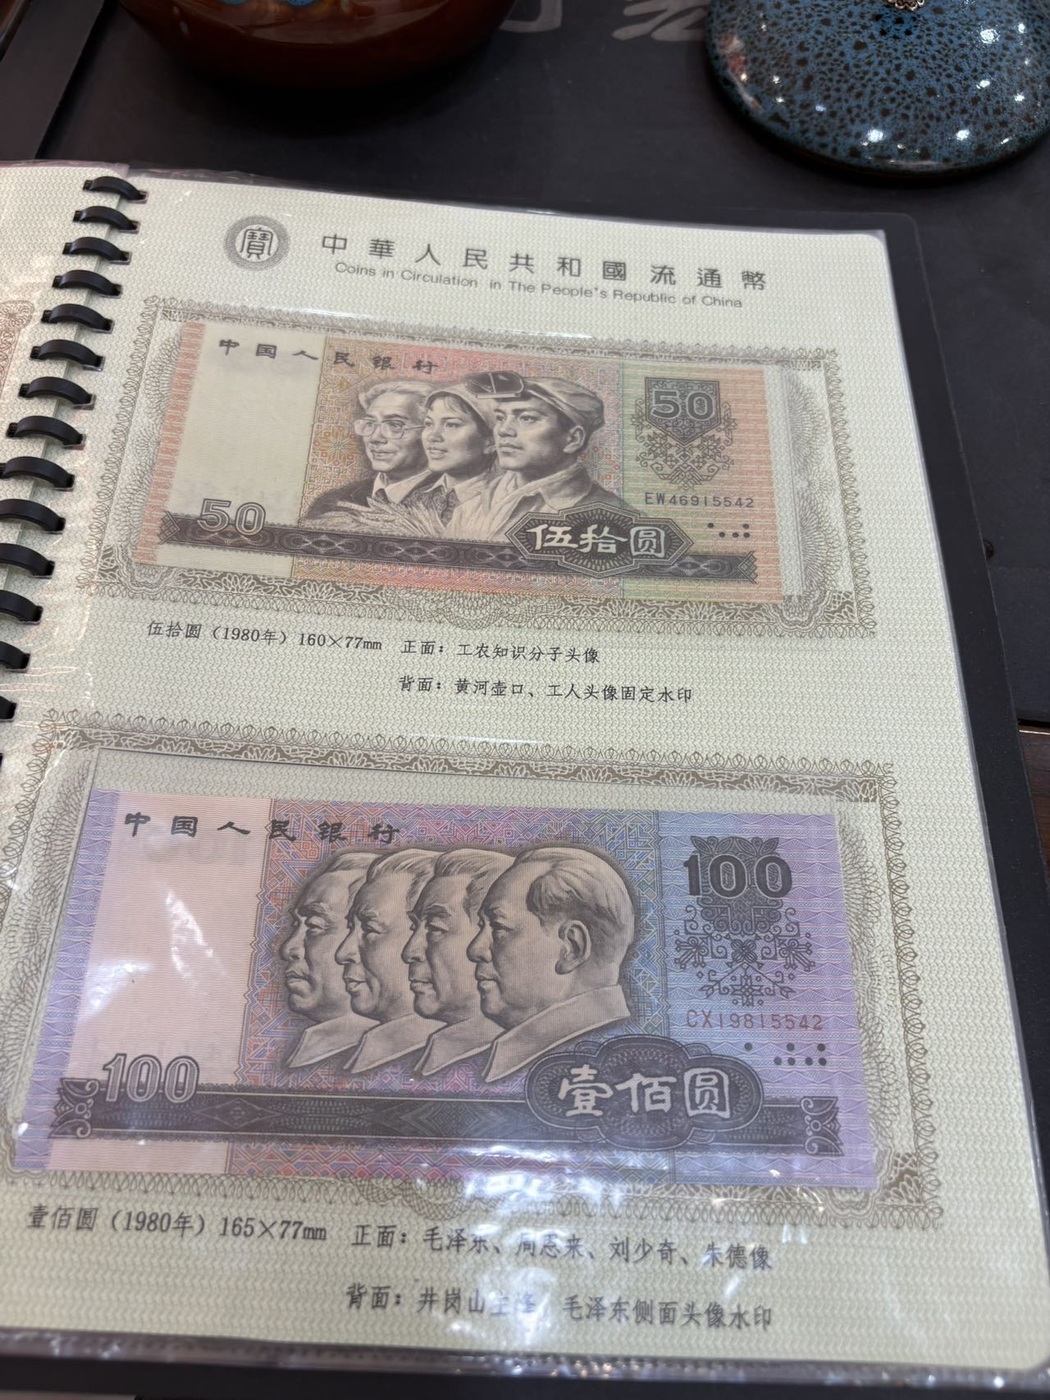 寶
中華人民共和國流通幣
Coins in Circulation in The People's Republic of China
中国人民银行
50
EW46915542
50
伍拾圆
伍拾圆（1980年）160×77mm 正面：工农知识分子头像
背面：黄河壶口、工人头像固定水印
中国人民银行
100
CX19815542
100
壹佰圆
壹佰圆（1980年）165×77mm 正面：毛泽东、周恩来、刘少奇、朱德像
背面：井冈山主峰 毛泽东侧面头像水印